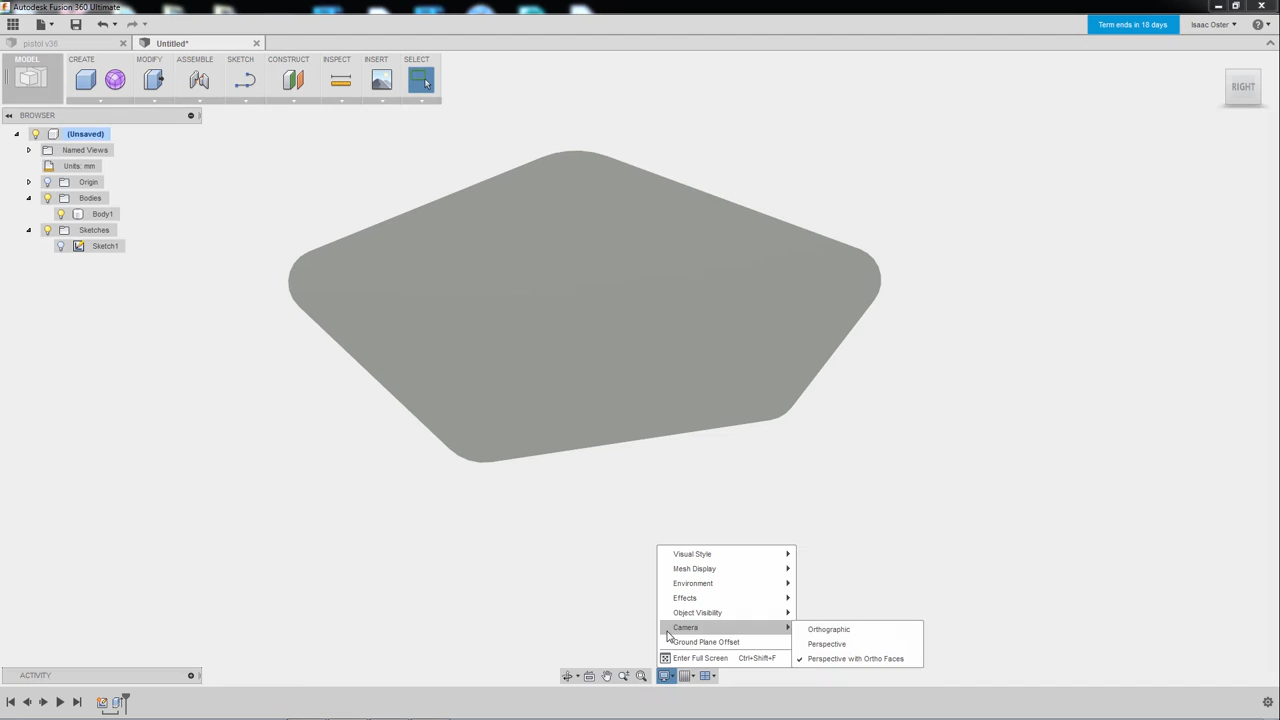 Autodesk Fusion 360 Ultimate
Term ends in 18 days
Isaac Oster
pistol v36
Untitled*
MODEL
CREATE
MODIFY
ASSEMBLE
SKETCH
CONSTRUCT
INSPECT
INSERT
SELECT
RIGHT
BROWSER
(Unsaved)
Named Views
Units: mm
Origin
Bodies
Body1
Sketches
Sketch1
Visual Style
Mesh Display
Environment
Effects
Object Visibility
Camera
Ground Plane Offset
Enter Full Screen Ctrl+Shift+F
Orthographic
Perspective
Perspective with Ortho Faces
ACTIVITY